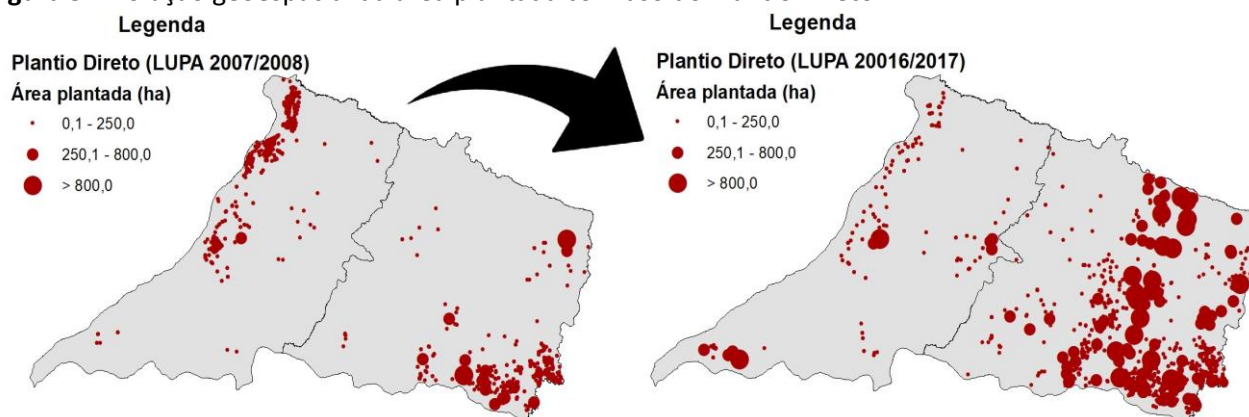 Legenda
Plantio Direto (LUPA 2007/2008)
Área plantada (ha)
0,1 - 250,0
250,1 - 800,0
> 800,0
Legenda
Plantio Direto (LUPA 20016/2017)
Área plantada (ha)
0,1 - 250,0
250,1 - 800,0
> 800,0